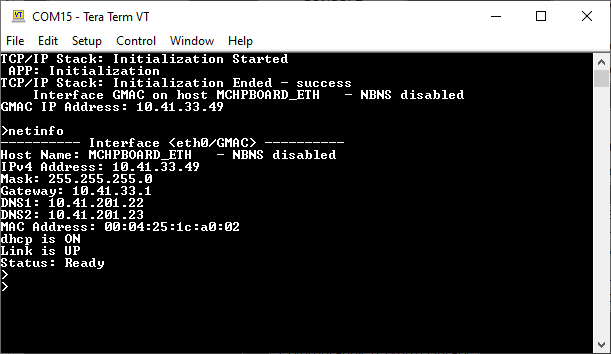 VT COM15 - Tera Term VT
File Edit Setup Control Window Help
TCP/IP Stack: Initialization Started
APP: Initialization
TCP/IP Stack: Initialization Ended - success
Interface GMAC on host MCHPBOARD_ETH - NBNS disabled
GMAC IP Address: 10.41.33.49
>netinfo
---------- Interface <eth0/GMAC> ----------
Host Name: MCHPBOARD_ETH - NBNS disabled
IPv4 Address: 10.41.33.49
Mask: 255.255.255.0
Gateway: 10.41.33.1
DNS1: 10.41.201.22
DNS2: 10.41.201.23
MAC Address: 00:04:25:1c:a0:02
dhcp is ON
Link is UP
Status: Ready
>
>